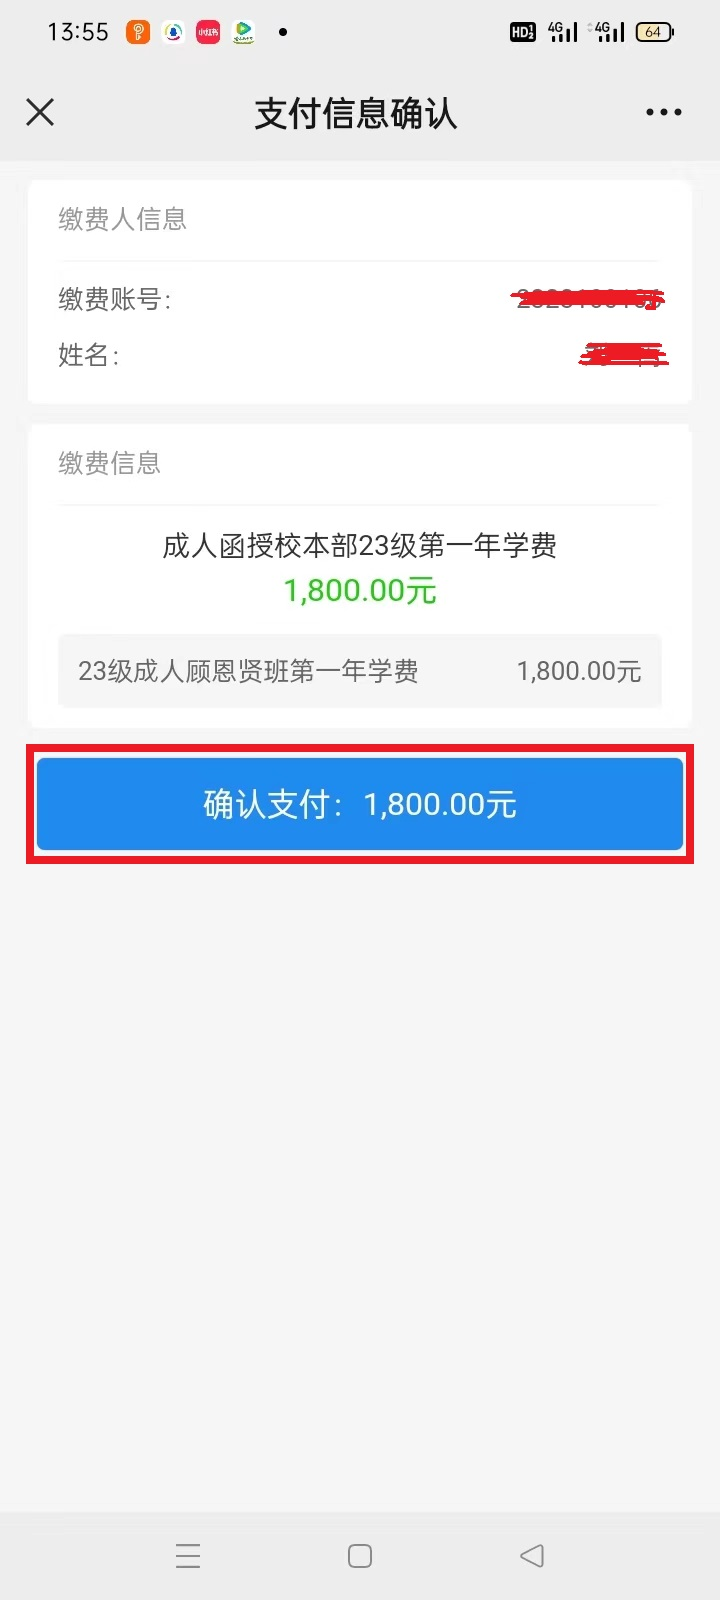 13:55
HD 4G 4G 64
支付信息确认
缴费人信息
缴费账号:
姓名:
缴费信息
成人函授校本部23级第一年学费
1,800.00元
23级成人顾恩贤班第一年学费 1,800.00元
确认支付: 1,800.00元